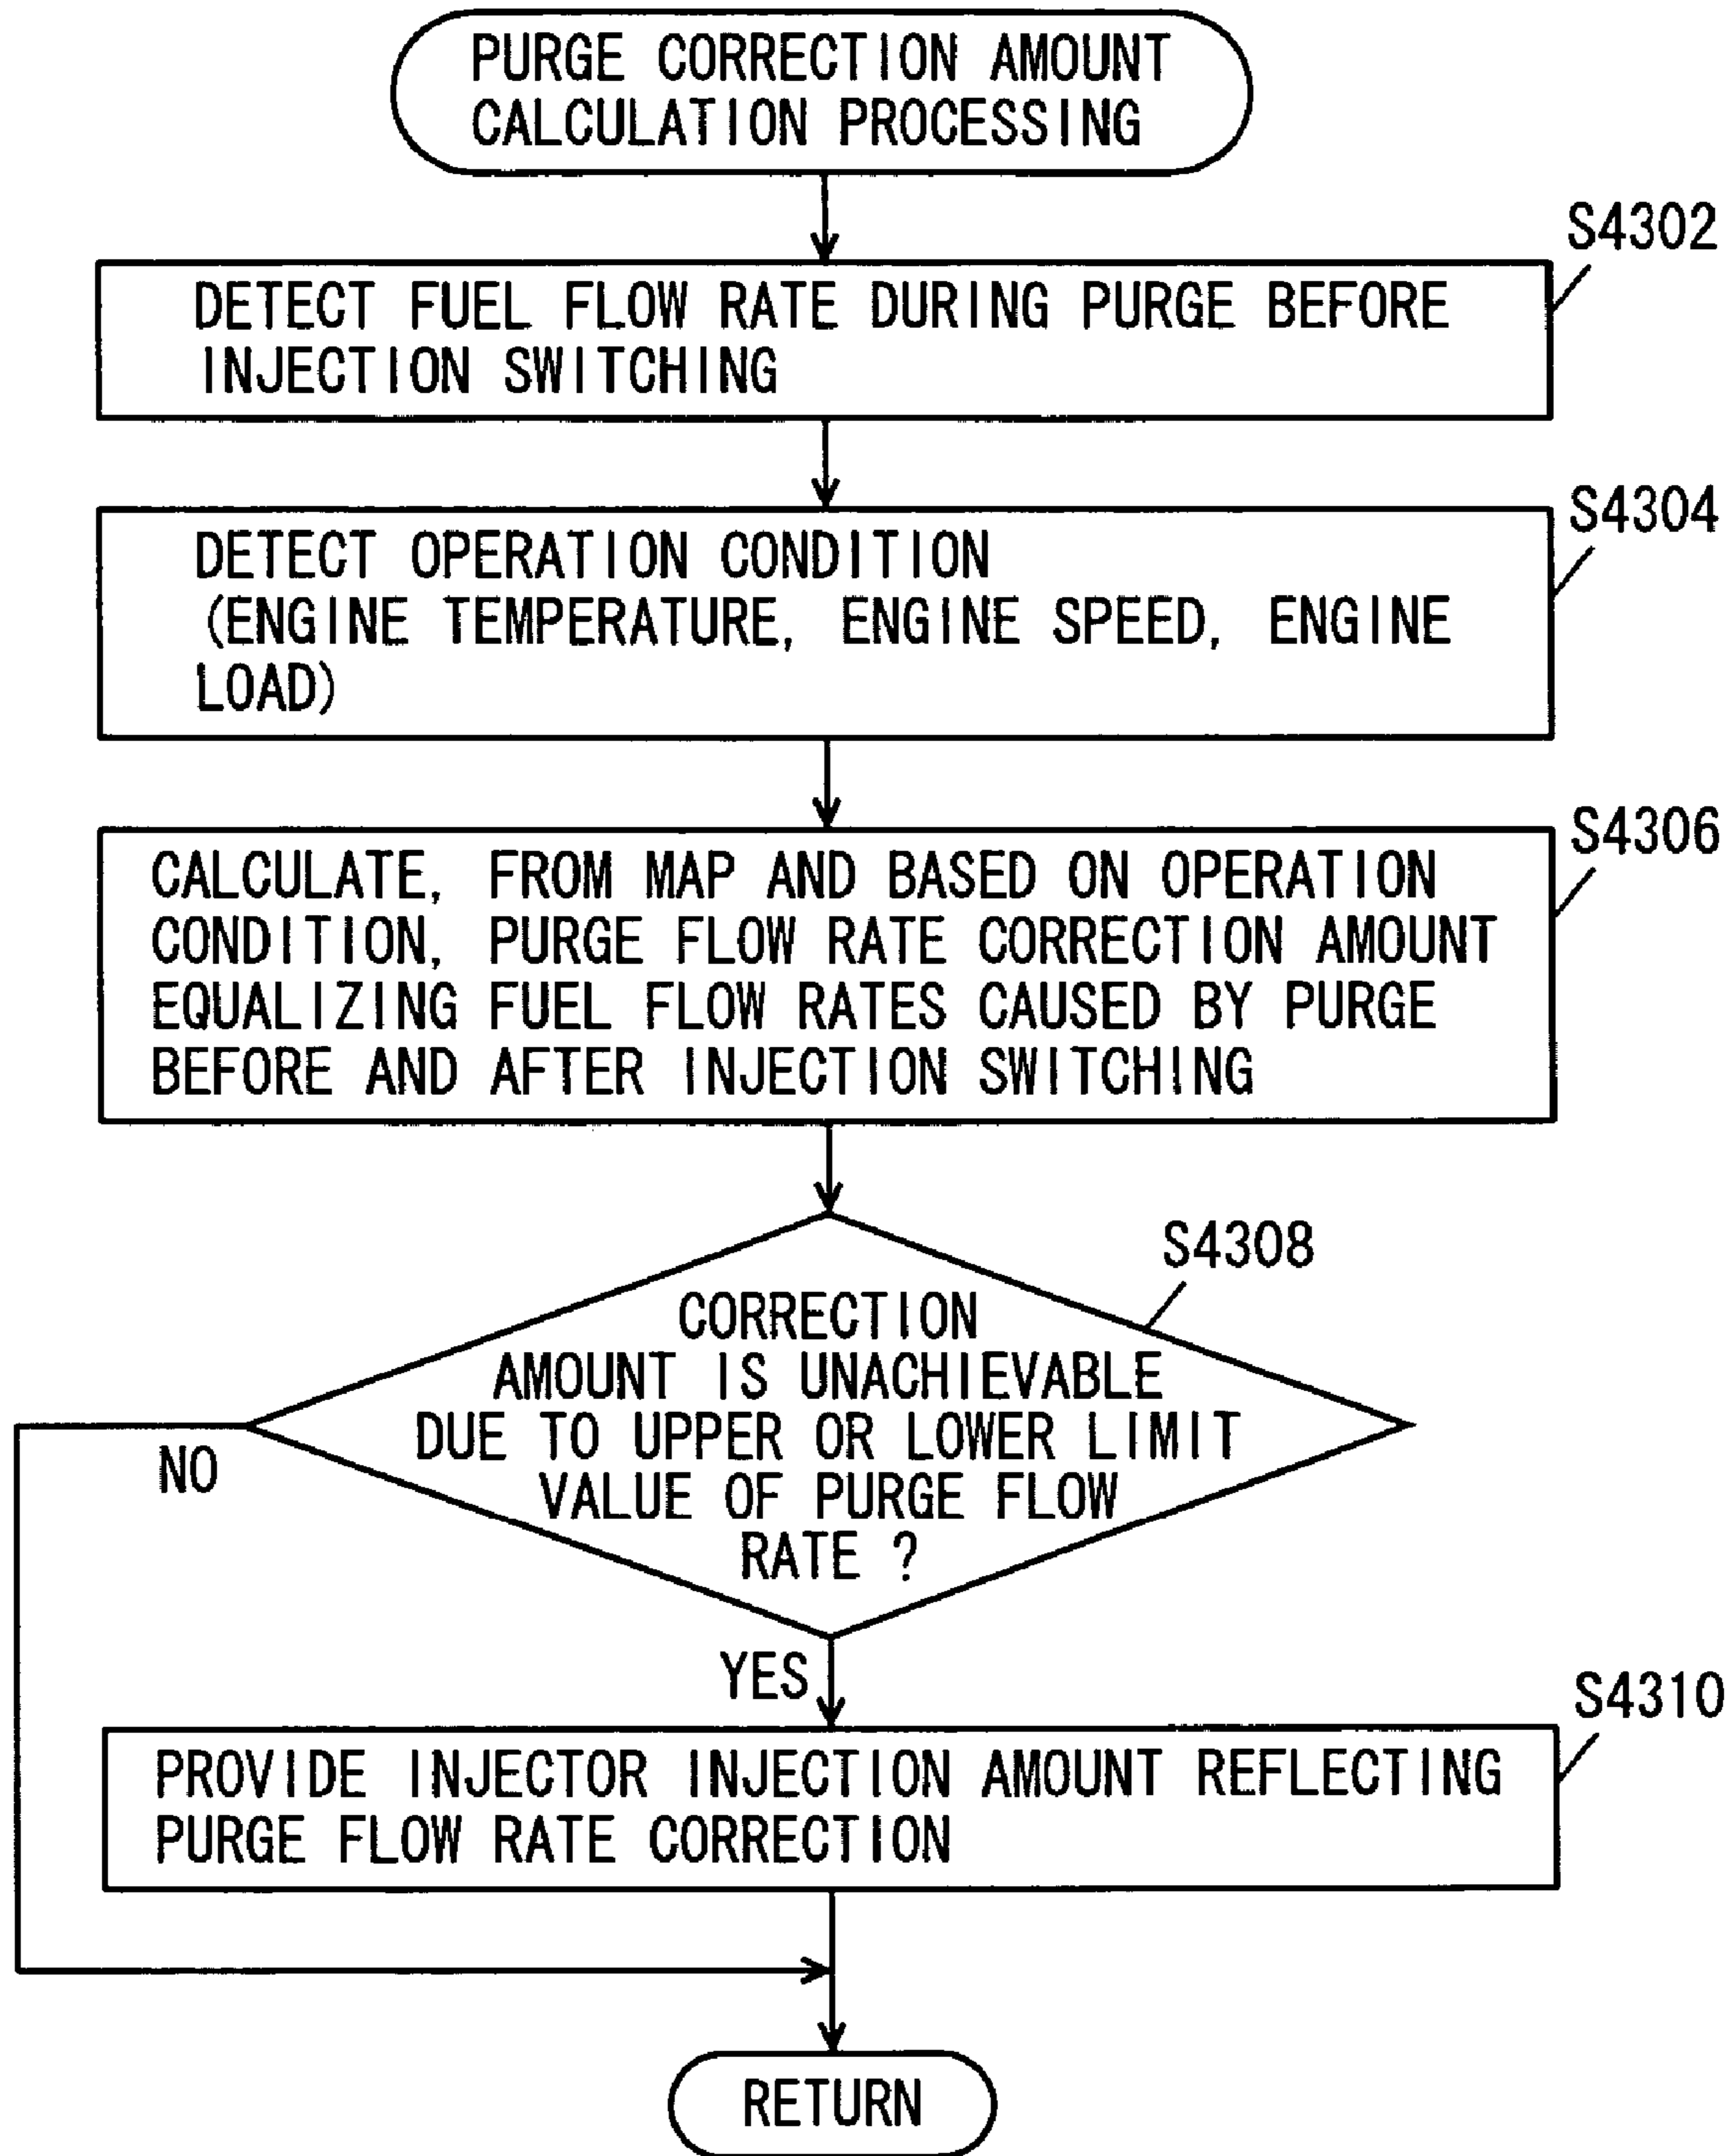 PURGE CORRECTION AMOUNT
CALCULATION PROCESSING
S4302
DETECT FUEL FLOW RATE DURING PURGE BEFORE
INJECTION SWITCHING
S4304
DETECT OPERATION CONDITION
(ENGINE TEMPERATURE, ENGINE SPEED, ENGINE
LOAD)
S4306
CALCULATE, FROM MAP AND BASED ON OPERATION
CONDITION, PURGE FLOW RATE CORRECTION AMOUNT
EQUALIZING FUEL FLOW RATES CAUSED BY PURGE
BEFORE AND AFTER INJECTION SWITCHING
S4308
CORRECTION
AMOUNT IS UNACHIEVABLE
DUE TO UPPER OR LOWER LIMIT
VALUE OF PURGE FLOW
RATE ?
NO
YES
S4310
PROVIDE INJECTOR INJECTION AMOUNT REFLECTING
PURGE FLOW RATE CORRECTION
RETURN